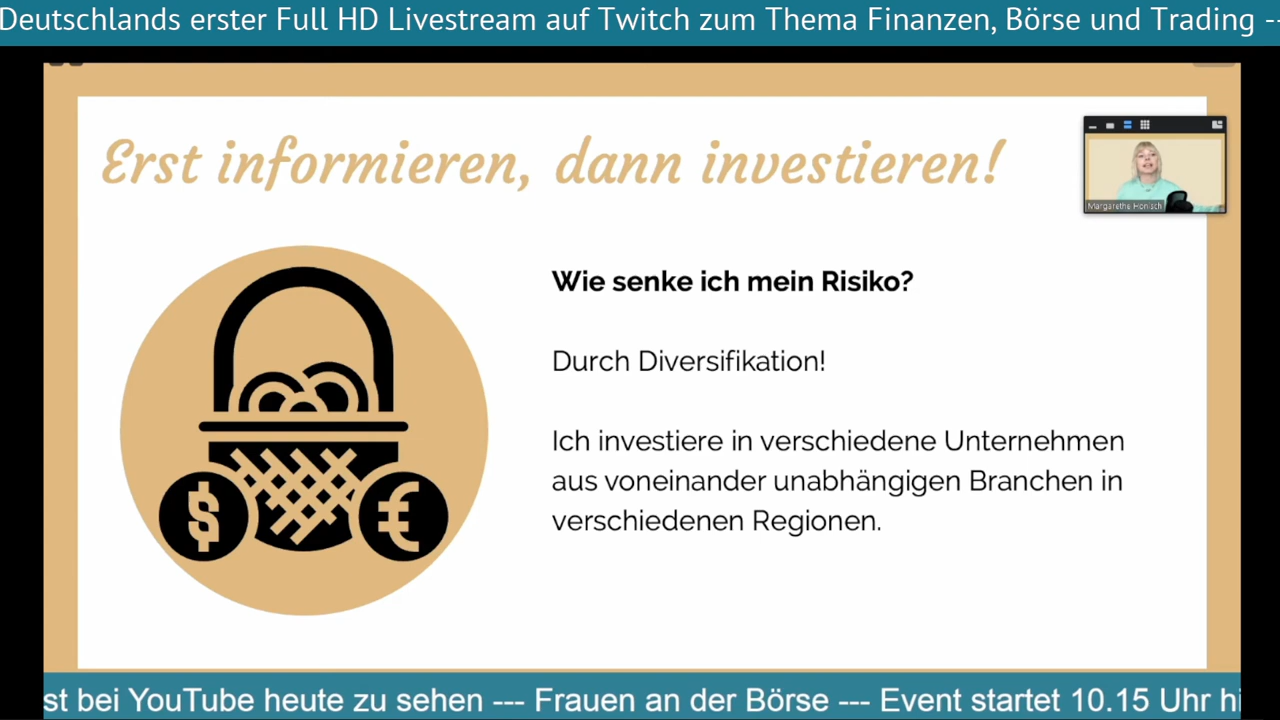 Deutschlands erster Full HD Livestream auf Twitch zum Thema Finanzen, Börse und Trading --
Erst informieren, dann investieren!
Margarethe Honisch
Wie senke ich mein Risiko?
Durch Diversifikation!
Ich investiere in verschiedene Unternehmen
aus voneinander unabhängigen Branchen in
verschiedenen Regionen.
$ €
st bei YouTube heute zu sehen --- Frauen an der Börse --- Event startet 10.15 Uhr hi